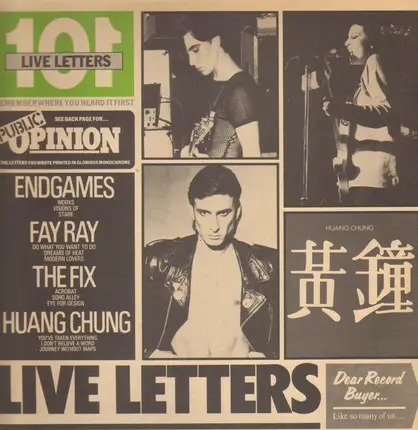 101
LIVE LETTERS
REMEMBER WHERE YOU HEARD IT FIRST
SEE BACK PAGE FOR...
PUBLIC
OPINION
THE LETTERS YOU WROTE PRINTED IN GLORIOUS MONOCHROME
ENDGAMES
WORKS
VISIONS OF
STARE
FAY RAY
DO WHAT YOU WANT TO DO
DREAMS OF HEAT
MODERN LOVERS
THE FIX
ACROBAT
SOHO ALLEY
EYE FOR DESIGN
HUANG CHUNG
YOU'VE TAKEN EVERYTHING
I DON'T BELIEVE A WORD
JOURNEY WITHOUT MAPS
HUANG CHUNG
黃鐘
LIVE LETTERS
Dear Record
Buyer...
Like so many of us....